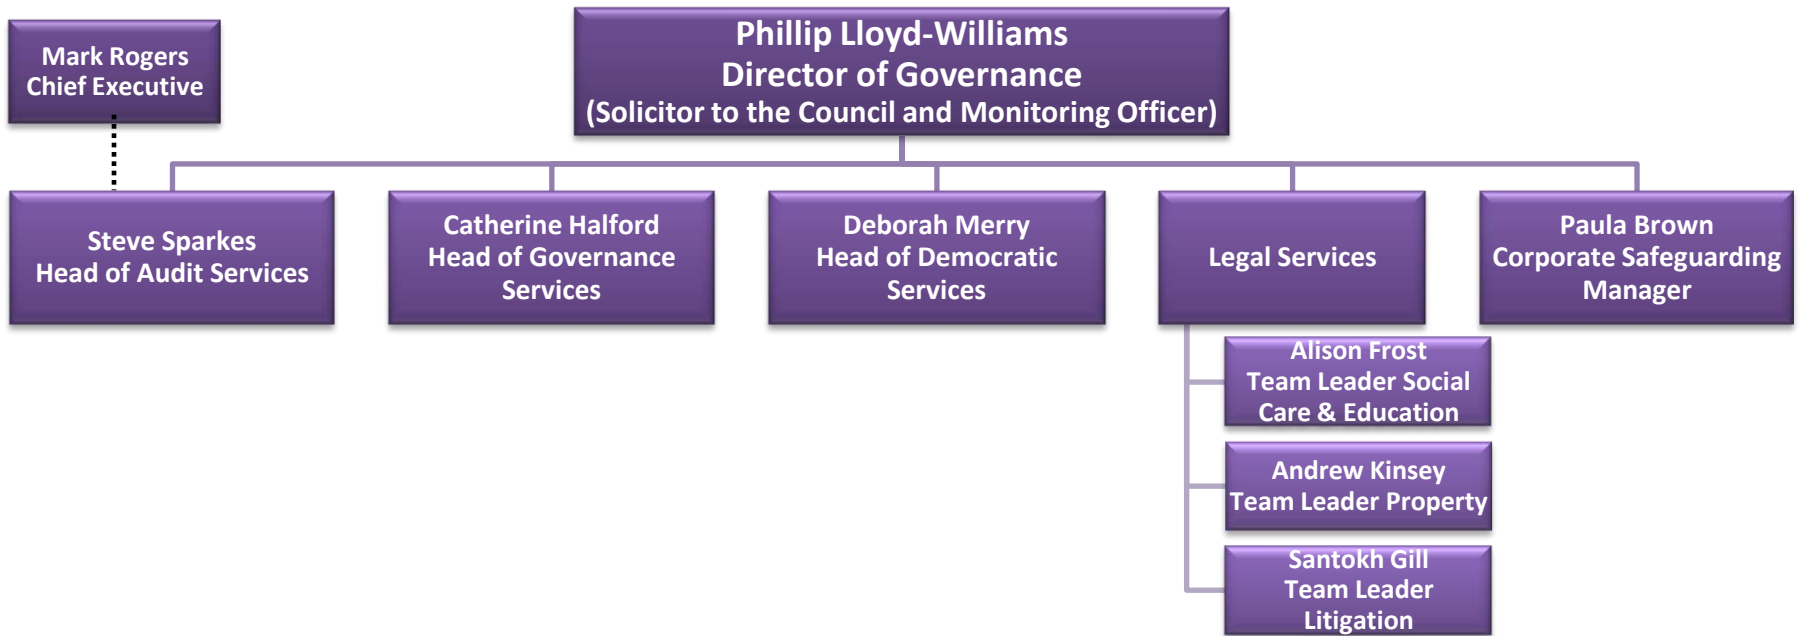 Mark Rogers
Chief Executive
Phillip Lloyd-Williams
Director of Governance
(Solicitor to the Council and Monitoring Officer)
Steve Sparkes
Head of Audit Services
Catherine Halford
Head of Governance
Services
Deborah Merry
Head of Democratic
Services
Legal Services
Paula Brown
Corporate Safeguarding
Manager
Alison Frost
Team Leader Social
Care & Education
Andrew Kinsey
Team Leader Property
Santokh Gill
Team Leader
Litigation